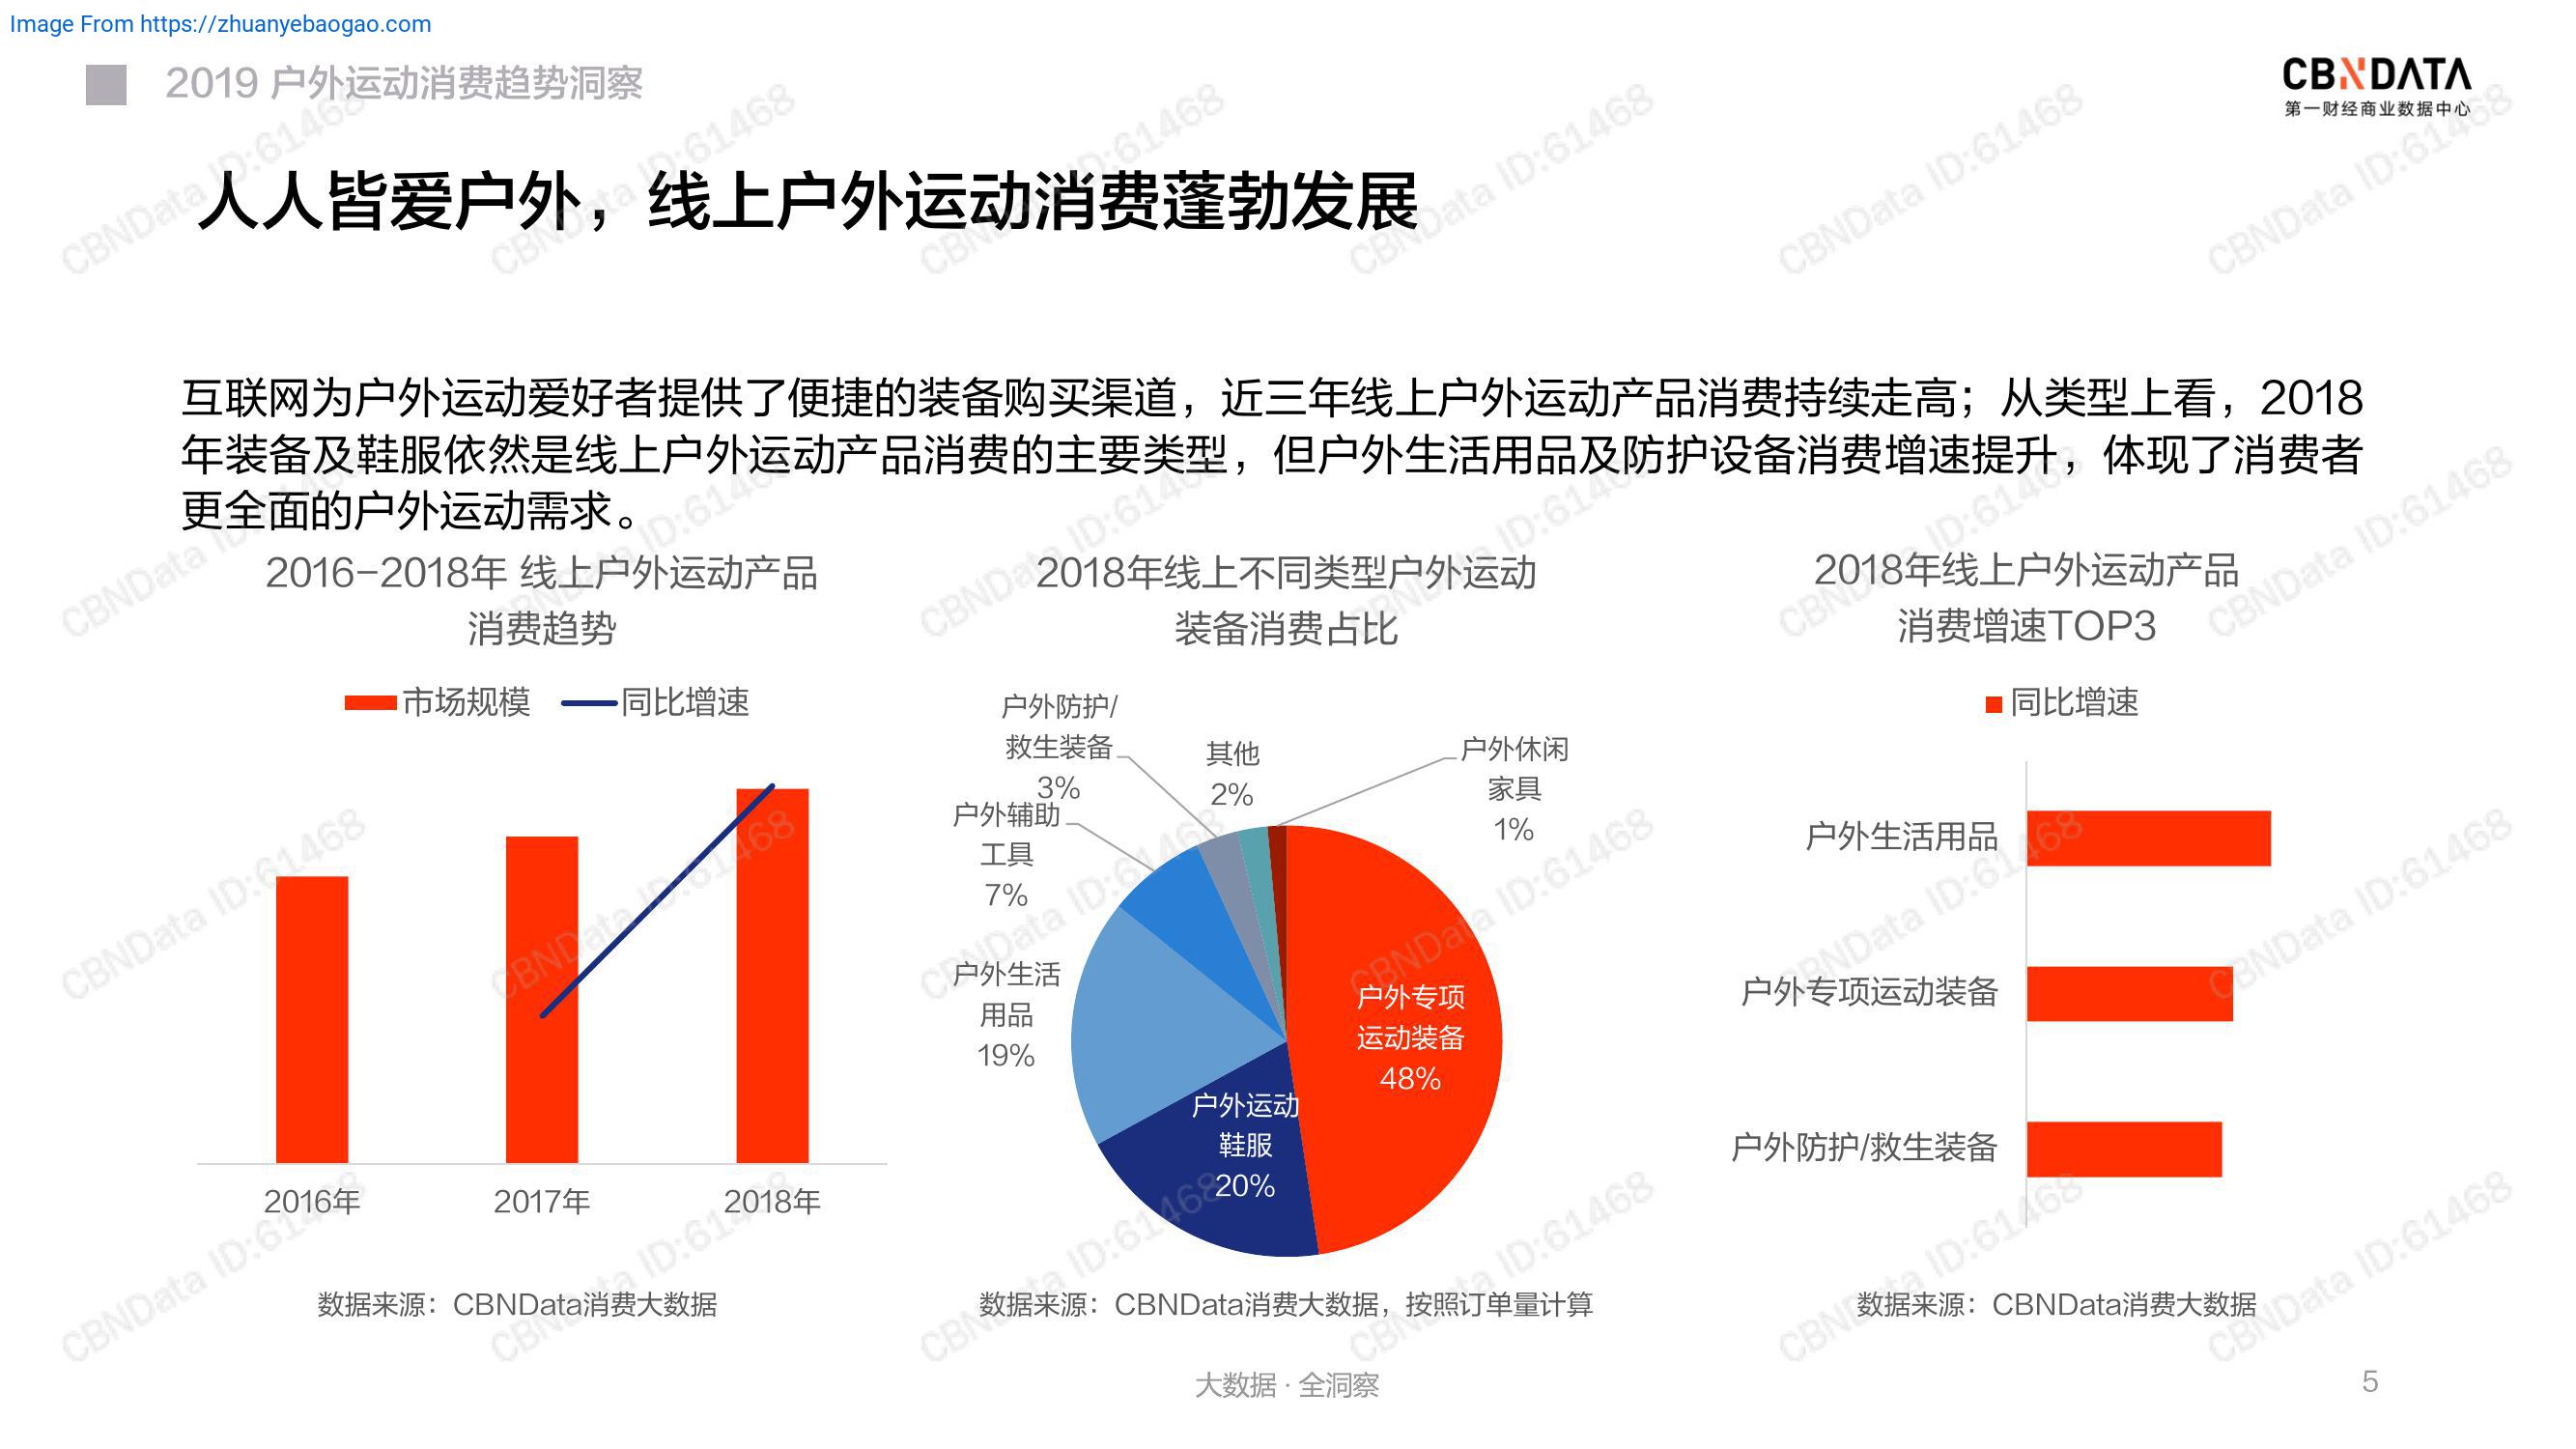 Image From https://zhuanyebaogao.com
2019 户外运动消费趋势洞察
CBNDATA
第一财经商业数据中心
人人皆爱户外，线上户外运动消费蓬勃发展
互联网为户外运动爱好者提供了便捷的装备购买渠道，近三年线上户外运动产品消费持续走高；从类型上看，2018
年装备及鞋服依然是线上户外运动产品消费的主要类型，但户外生活用品及防护设备消费增速提升，体现了消费者
更全面的户外运动需求。
2016-2018年 线上户外运动产品
消费趋势
市场规模
同比增速
2016年
2017年
2018年
数据来源：CBNData消费大数据
2018年线上不同类型户外运动
装备消费占比
户外防护/
救生装备
3%
其他
2%
户外休闲
家具
1%
户外辅助
工具
7%
户外生活
用品
19%
户外专项
运动装备
48%
户外运动
鞋服
20%
数据来源：CBNData消费大数据，按照订单量计算
2018年线上户外运动产品
消费增速TOP3
同比增速
户外生活用品
户外专项运动装备
户外防护/救生装备
数据来源：CBNData消费大数据
大数据 · 全洞察
5
CBNData ID:61468